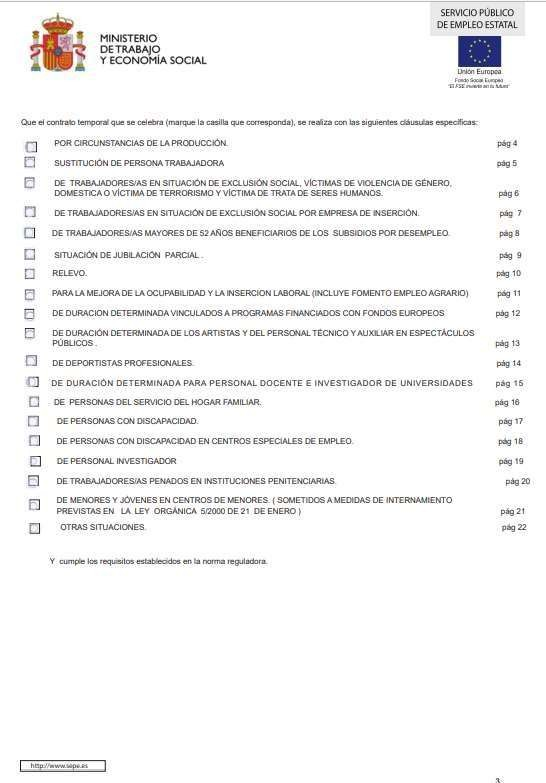 SERVICIO PÚBLICO
DE EMPLEO ESTATAL
MINISTERIO
DE TRABAJO
Y ECONOMÍA SOCIAL
Unión Europea
Fondo Social Europeo
"El FSE invierte en tu futuro"
Que el contrato temporal que se celebra (marque la casilla que corresponda), se realiza con las siguientes cláusulas específicas:
POR CIRCUNSTANCIAS DE LA PRODUCCIÓN. pág 4
SUSTITUCIÓN DE PERSONA TRABAJADORA pág 5
DE TRABAJADORES/AS EN SITUACIÓN DE EXCLUSIÓN SOCIAL, VÍCTIMAS DE VIOLENCIA DE GÉNERO,
DOMESTICA O VÍCTIMA DE TERRORISMO Y VÍCTIMA DE TRATA DE SERES HUMANOS. pág 6
DE TRABAJADORES/AS EN SITUACIÓN DE EXCLUSIÓN SOCIAL POR EMPRESA DE INSERCIÓN. pág 7
DE TRABAJADORES/AS MAYORES DE 52 AÑOS BENEFICIARIOS DE LOS SUBSIDIOS POR DESEMPLEO. pág 8
SITUACIÓN DE JUBILACIÓN PARCIAL . pág 9
RELEVO. pág 10
PARA LA MEJORA DE LA OCUPABILIDAD Y LA INSERCION LABORAL (INCLUYE FOMENTO EMPLEO AGRARIO) pág 11
DE DURACION DETERMINADA VINCULADOS A PROGRAMAS FINANCIADOS CON FONDOS EUROPEOS pág 12
DE DURACIÓN DETERMINADA DE LOS ARTISTAS Y DEL PERSONAL TÉCNICO Y AUXILIAR EN ESPECTÁCULOS
PÚBLICOS . pág 13
DE DEPORTISTAS PROFESIONALES. pág 14
DE DURACIÓN DETERMINADA PARA PERSONAL DOCENTE E INVESTIGADOR DE UNIVERSIDADES pág 15
DE PERSONAS DEL SERVICIO DEL HOGAR FAMILIAR. pág 16
DE PERSONAS CON DISCAPACIDAD. pág 17
DE PERSONAS CON DISCAPACIDAD EN CENTROS ESPECIALES DE EMPLEO. pág 18
DE PERSONAL INVESTIGADOR pág 19
DE TRABAJADORES/AS PENADOS EN INSTITUCIONES PENITENCIARIAS. pág 20
DE MENORES Y JÓVENES EN CENTROS DE MENORES. ( SOMETIDOS A MEDIDAS DE INTERNAMIENTO
PREVISTAS EN LA LEY ORGÁNICA 5/2000 DE 21 DE ENERO ) pág 21
OTRAS SITUACIONES. pág 22
Y cumple los requisitos establecidos en la norma reguladora.
http://www.sepe.es
3